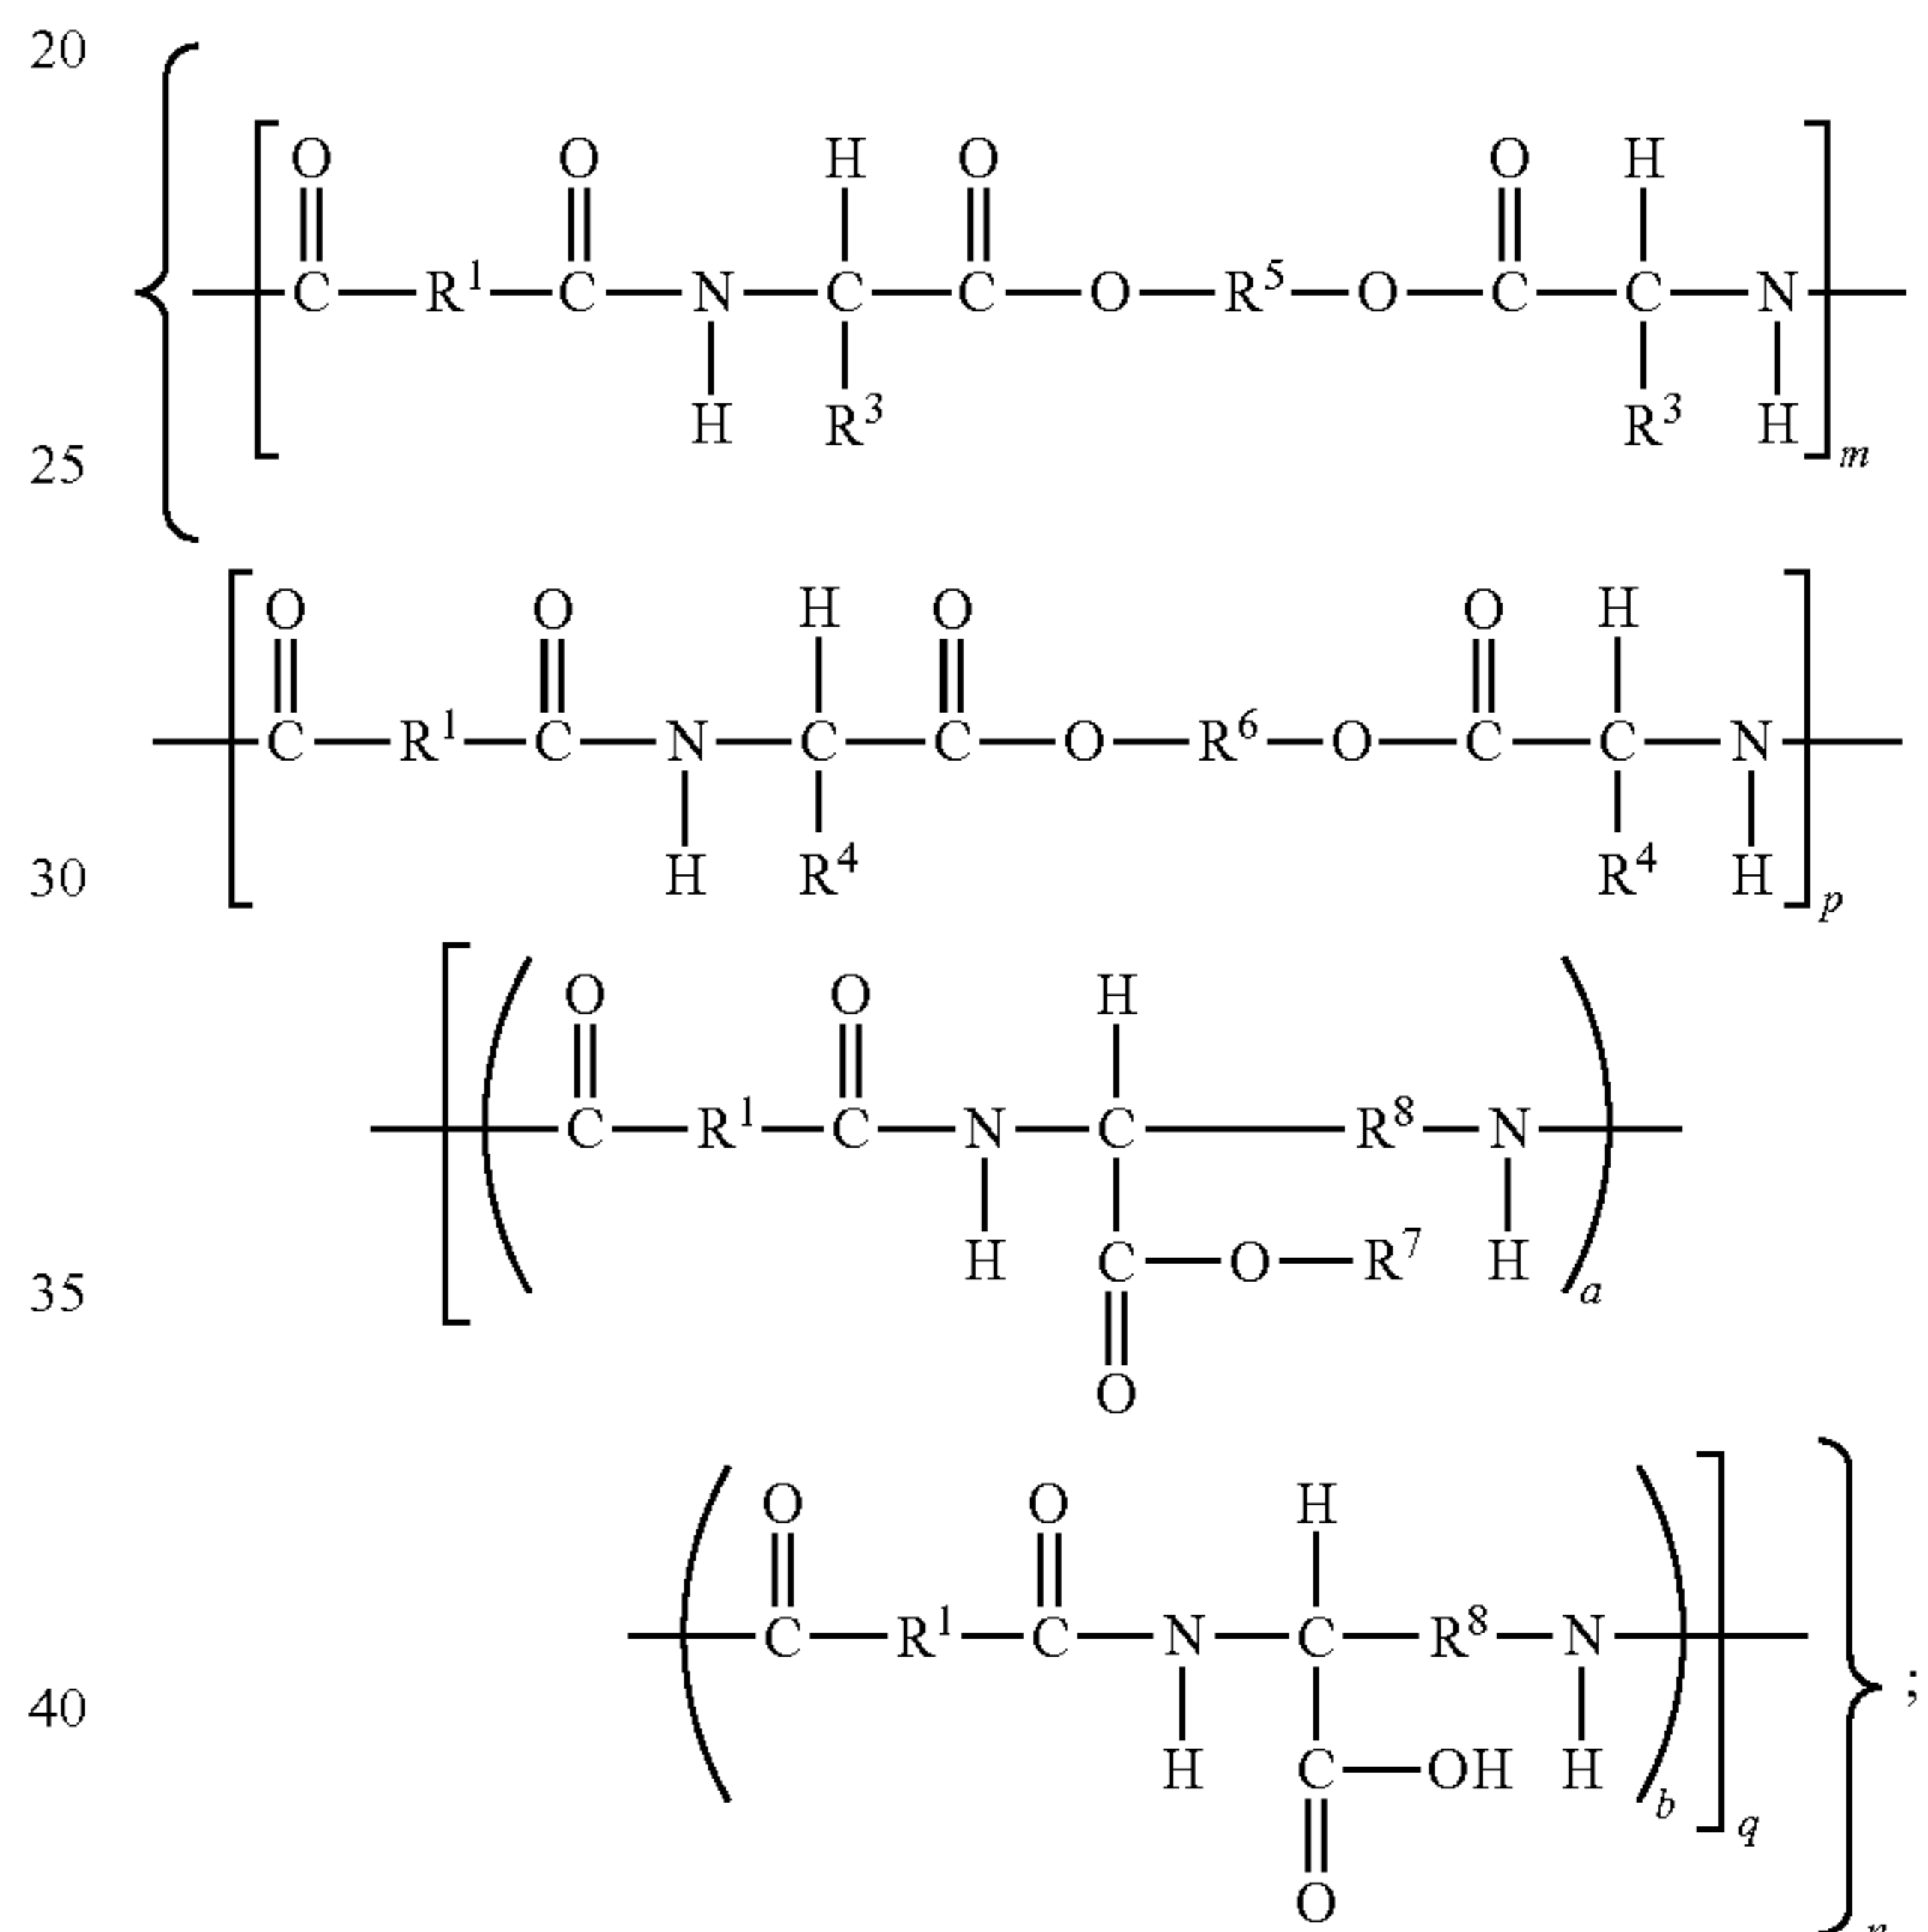 20
O O H O O H
C R¹ C N C C O R⁵ O C C N
H R³ R³ H m
25
O O H O O H
C R¹ C N C C O R⁶ O C C N
H R⁴ R⁴ H p
30
O O H
C R¹ C N C R⁸ N
H C O R⁷ H a
35
O
O O H
C R¹ C N C R⁸ N
;
40
H C OH H b q
O n